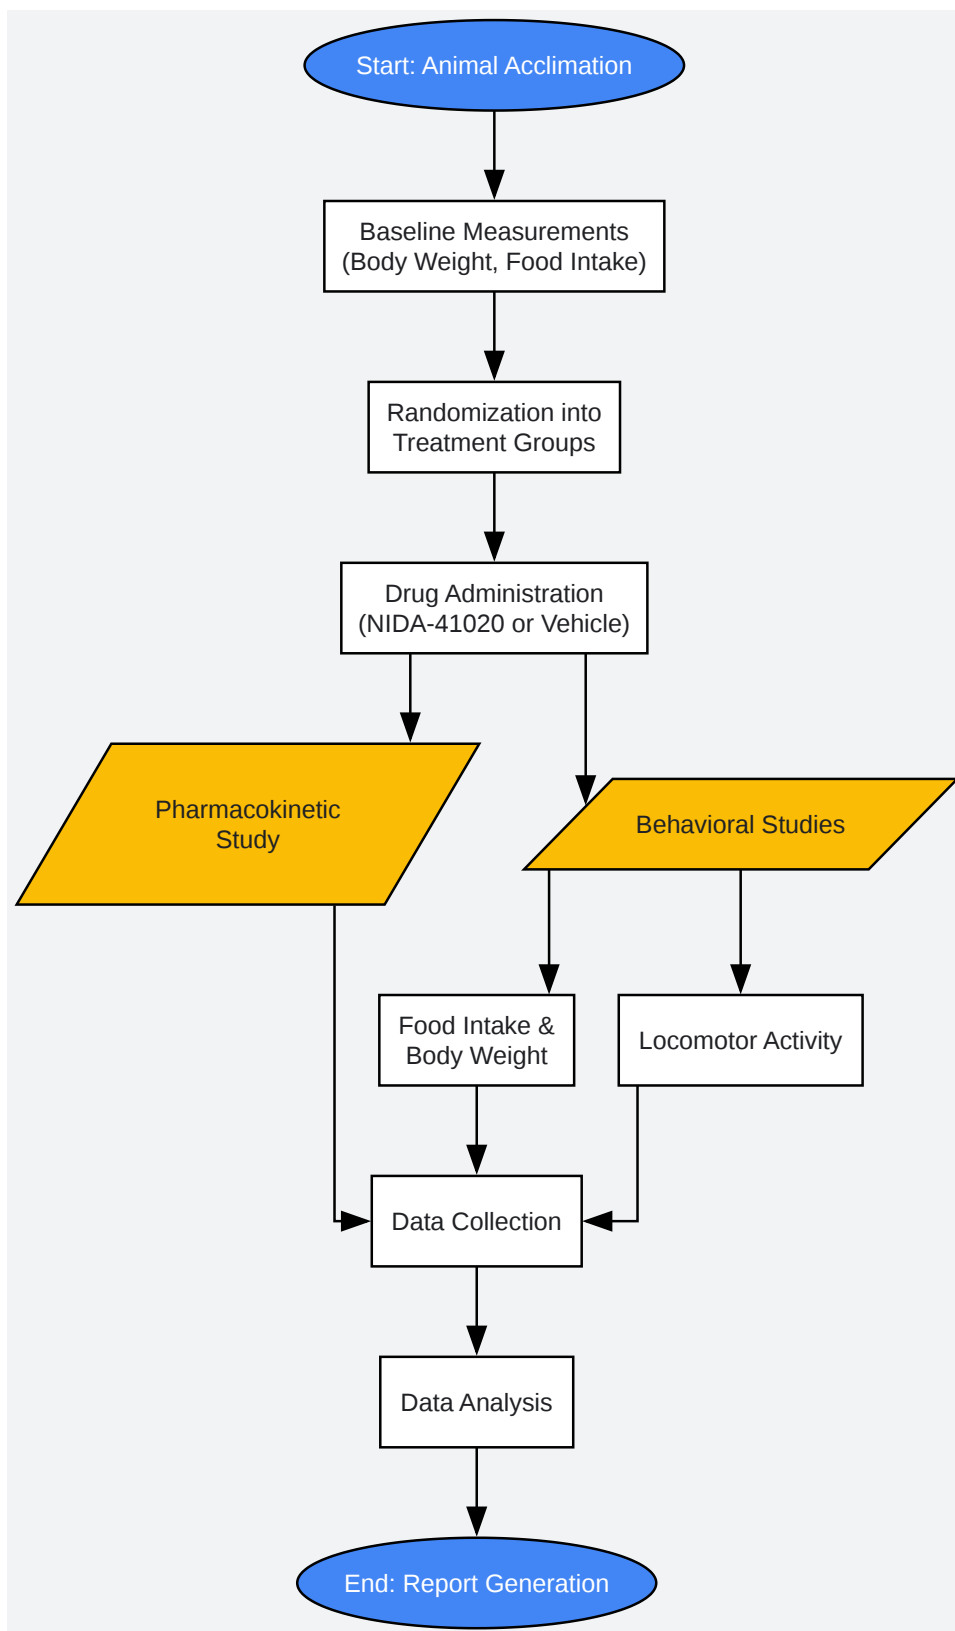 Start: Animal Acclimation
Baseline Measurements
(Body Weight, Food Intake)
Randomization into
Treatment Groups
Drug Administration
(NIDA-41020 or Vehicle)
Pharmacokinetic
Study
Behavioral Studies
Food Intake &
Body Weight
Locomotor Activity
Data Collection
Data Analysis
End: Report Generation